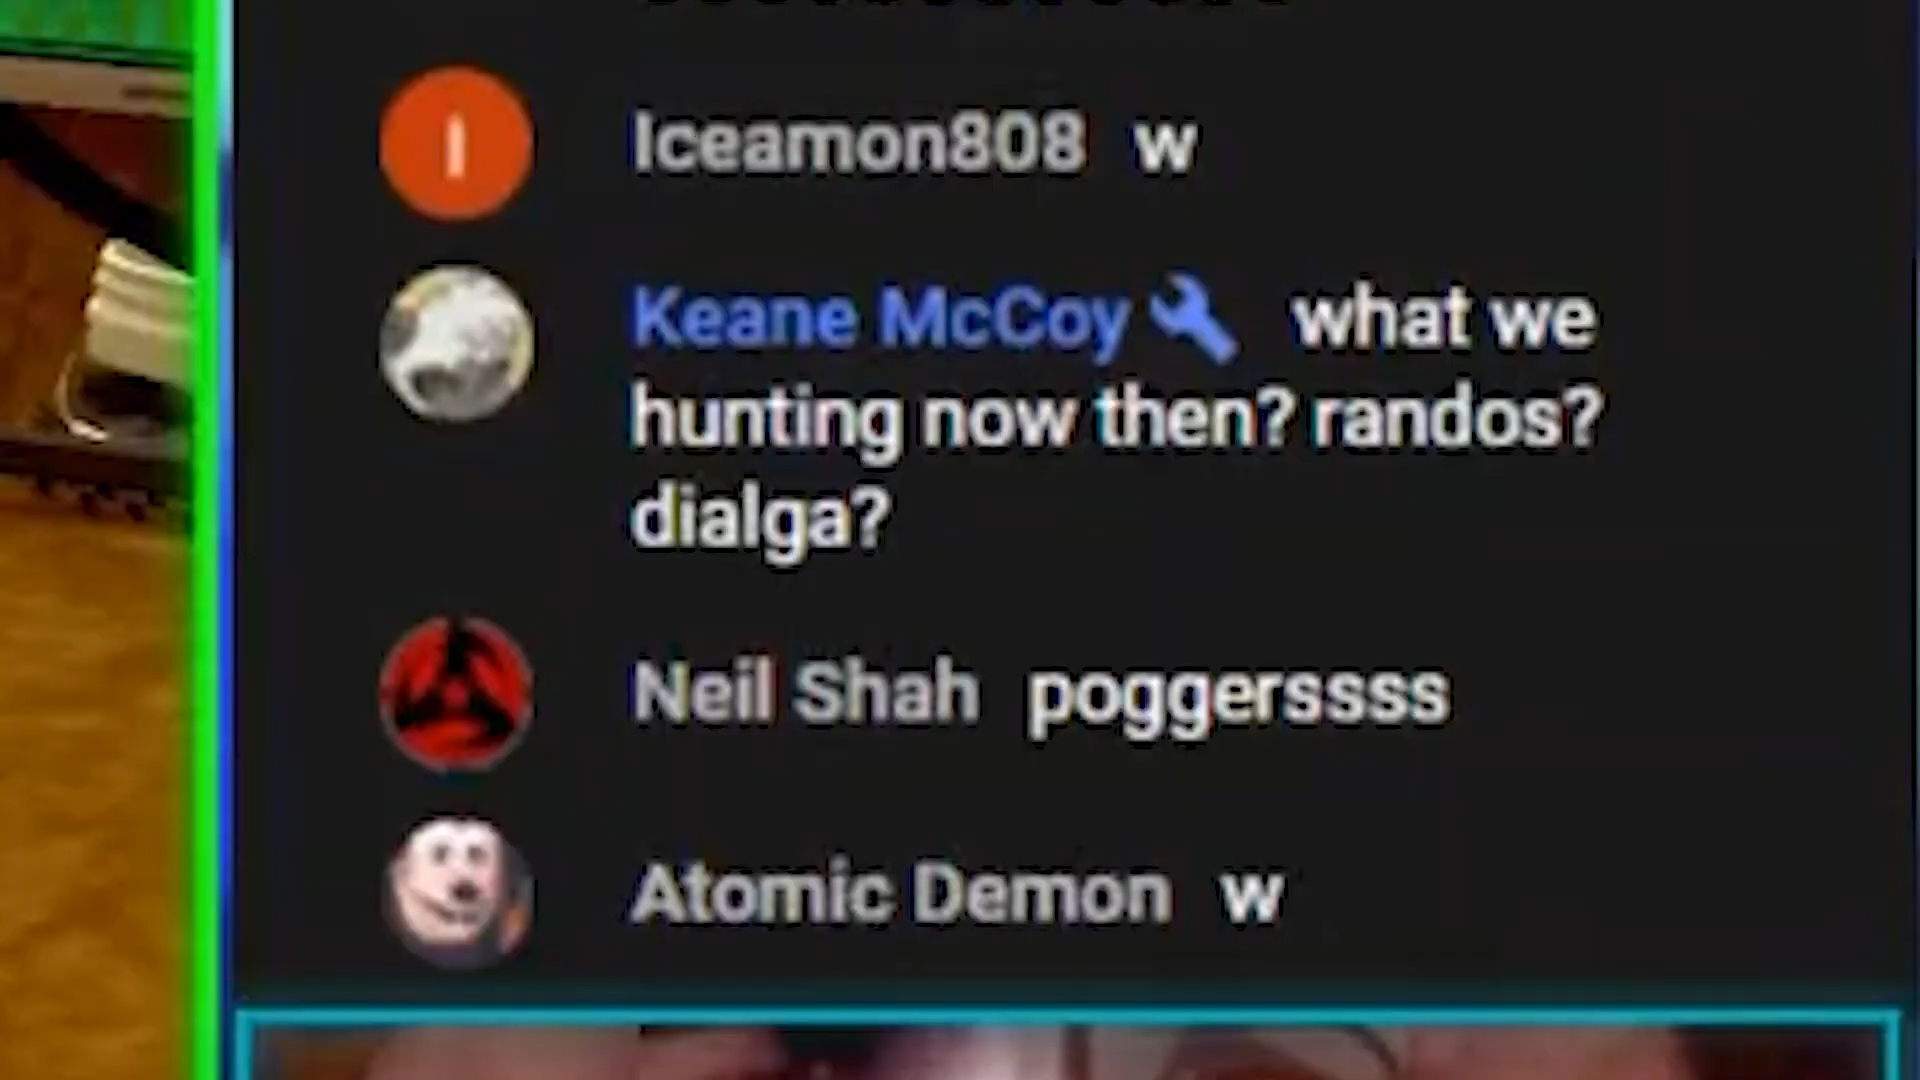 I
Iceamon808 w
Keane McCoy what we
hunting now then? randos?
dialga?
Neil Shah poggerssss
Atomic Demon w